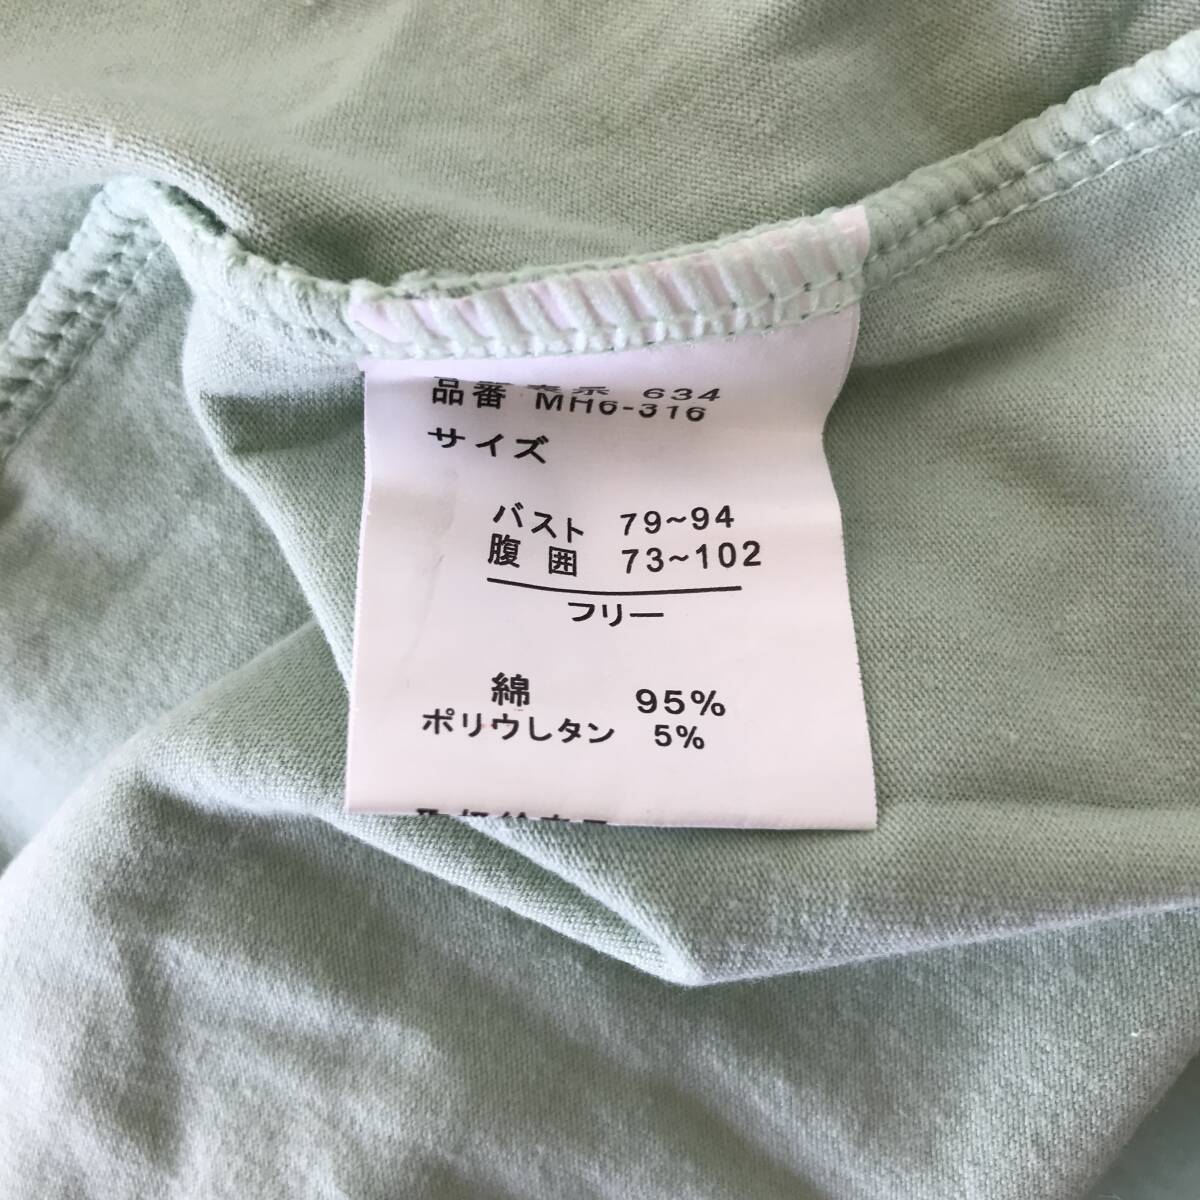 634
品番 MH6-316
サイズ
バスト 79~94
腹囲 73~102
フリー
綿 95%
ポリウレタン 5%